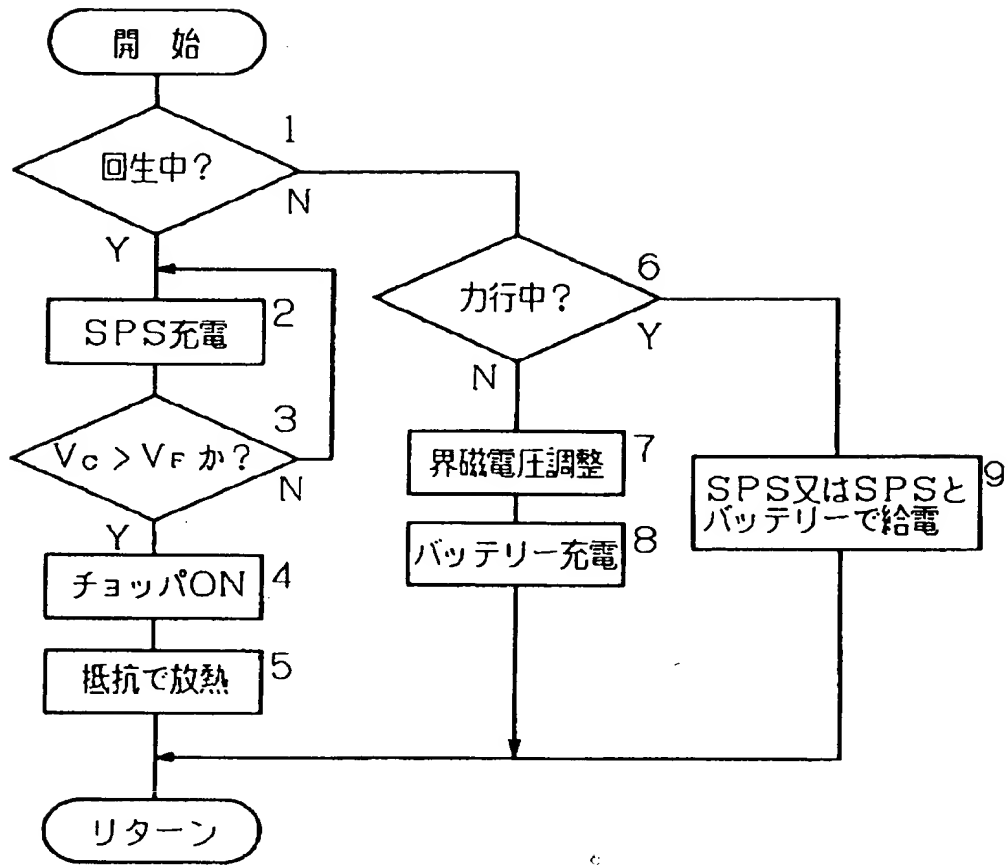 開 始
1
回生中?
N
Y
6
力行中?
Y
N
2
SPS充電
3
Vc > VF か?
N
Y
7
界磁電圧調整
9
SPS又はSPSと
バッテリーで給電
8
バッテリー充電
4
チョッパON
5
抵抗で放熱
リターン